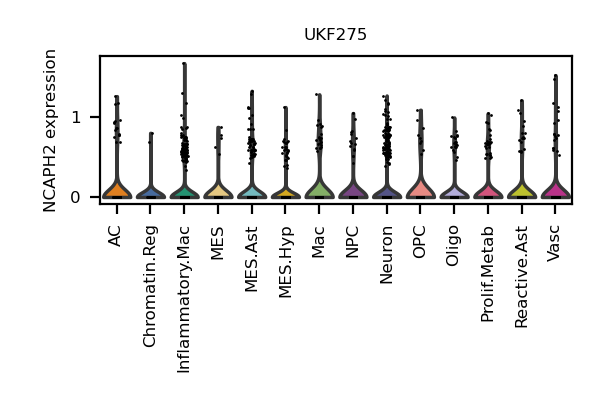 UKF275
NCAPH2 expression
1
0
AC
Chromatin.Reg
Inflammatory.Mac
MES
MES.Ast
MES.Hyp
Mac
NPC
Neuron
OPC
Oligo
Prolif.Metab
Reactive.Ast
Vasc